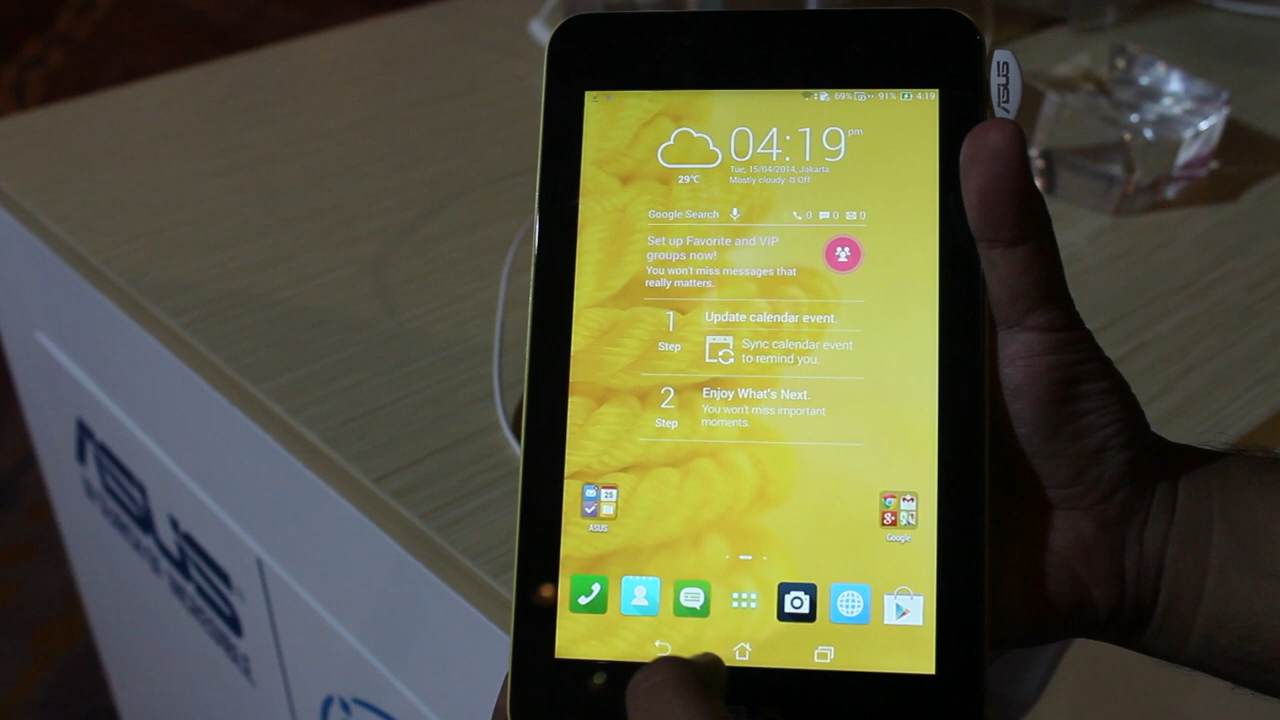 69% 91% 4:19
ASUS
04:19 pm
Tue, 15/04/2014, Jakarta
29°C
Mostly cloudy Off
Google Search 0 0 0
Set up Favorite and VIP
groups now!
You won't miss messages that
really matters.
1 Update calendar event.
Step
Sync calendar event
to remind you.
2 Enjoy What's Next.
Step
You won't miss important
moments.
25
ASUS
Google
ASUS